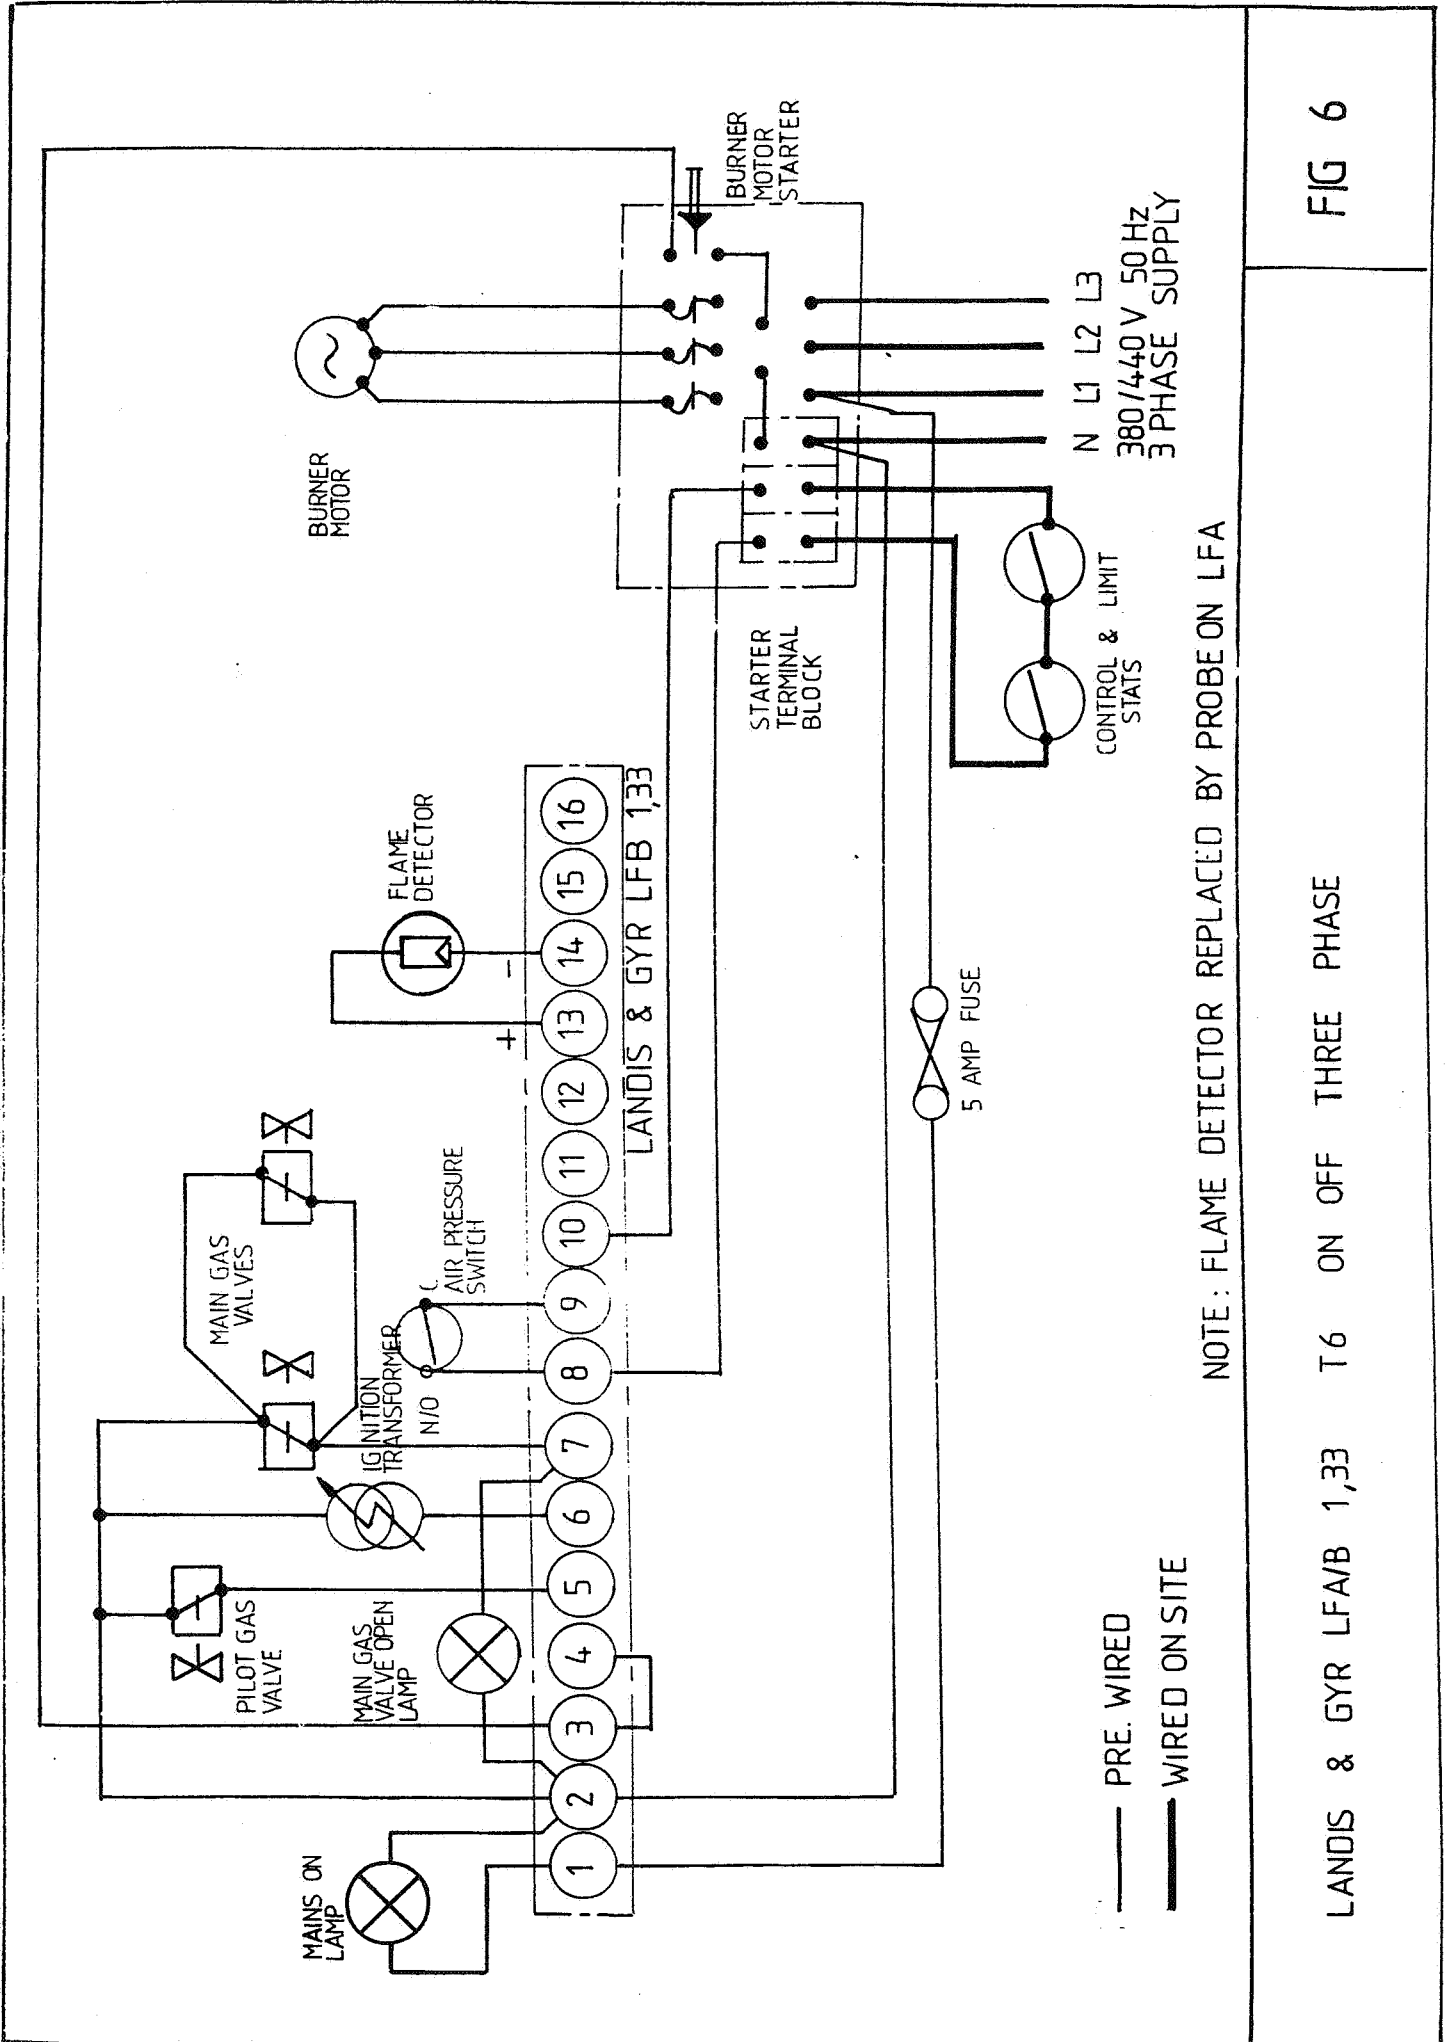 BURNER
MOTOR
BURNER
MOTOR
STARTER
N L1 L2 L3
380/440V 50 Hz
3 PHASE SUPPLY
STARTER
TERMINAL
BLOCK
CONTROL & LIMIT
STATS
MAINS ON
LAMP
PILOT GAS
VALVE
MAIN GAS
VALVE OPEN
LAMP
IGNITION
TRANSFORMER
MAIN GAS
VALVES
N/O
C
AIR PRESSURE
SWITCH
FLAME
DETECTOR
+ -
1 2 3 4 5 6 7 8 9 10 11 12 13 14 15 16
LANDIS & GYR LFB 1,33
5 AMP FUSE
PRE. WIRED
WIRED ON SITE
NOTE: FLAME DETECTOR REPLACED BY PROBE ON LFA
LANDIS & GYR LFA/B 1,33 T6 ON OFF THREE PHASE
FIG 6